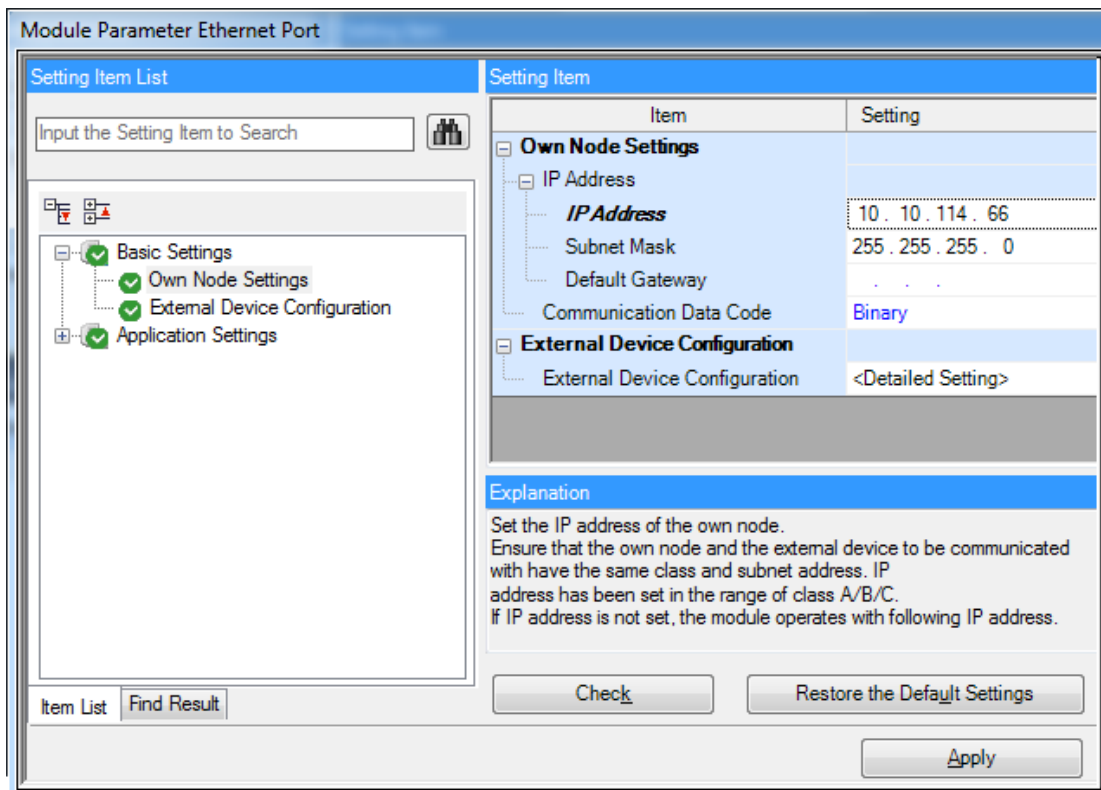 Module Parameter Ethernet Port
Setting Item List
Input the Setting Item to Search
Basic Settings
Own Node Settings
External Device Configuration
Application Settings
Item List
Find Result
Setting Item
Item Setting
Own Node Settings
IP Address
IP Address 10 . 10 . 114 . 66
Subnet Mask 255 . 255 . 255 . 0
Default Gateway . . .
Communication Data Code Binary
External Device Configuration
External Device Configuration <Detailed Setting>
Explanation
Set the IP address of the own node.
Ensure that the own node and the external device to be communicated
with have the same class and subnet address. IP
address has been set in the range of class A/B/C.
If IP address is not set, the module operates with following IP address.
Check
Restore the Default Settings
Apply